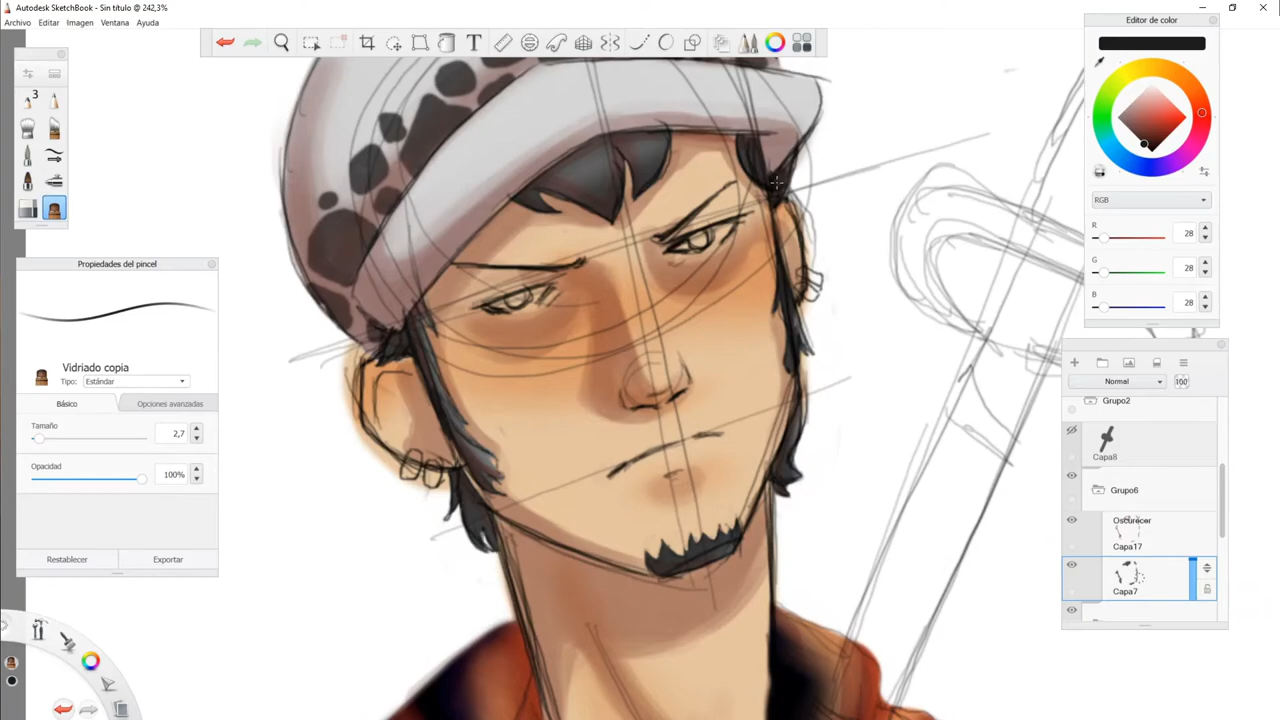 Autodesk SketchBook - Sin título @ 242,3%
Archivo Editar Imagen Ventana Ayuda
Editor de color
3
RGB
R 28
G 28
B 28
Propiedades del pincel
Vidriado copia
Tipo: Estándar
Básico Opciones avanzadas
Tamaño
2,7
Opacidad
100%
Restablecer Exportar
Normal 100
Grupo2
Capa8
Grupo6
Oscurecer
Capa17
Capa7